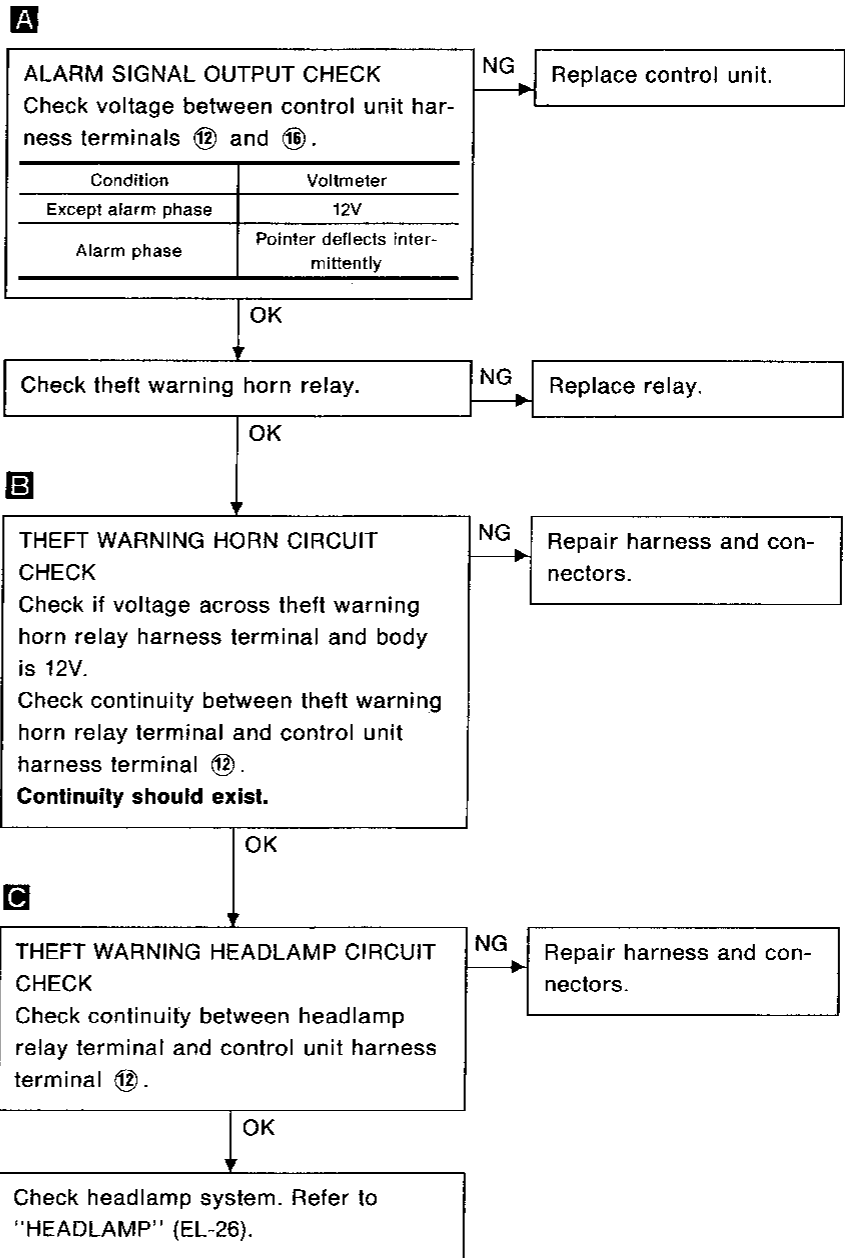 A
ALARM SIGNAL OUTPUT CHECK
Check voltage between control unit har-
ness terminals ⑫ and ⑯.
Condition Voltmeter
Except alarm phase 12V
Alarm phase Pointer deflects inter-
mittently
NG
Replace control unit.
OK
Check theft warning horn relay.
NG
Replace relay.
OK
B
THEFT WARNING HORN CIRCUIT
CHECK
Check if voltage across theft warning
horn relay harness terminal and body
is 12V.
Check continuity between theft warning
horn relay terminal and control unit
harness terminal ⑫.
Continuity should exist.
NG
Repair harness and con-
nectors.
OK
C
THEFT WARNING HEADLAMP CIRCUIT
CHECK
Check continuity between headlamp
relay terminal and control unit harness
terminal ⑫.
NG
Repair harness and con-
nectors.
OK
Check headlamp system. Refer to
"HEADLAMP" (EL-26).